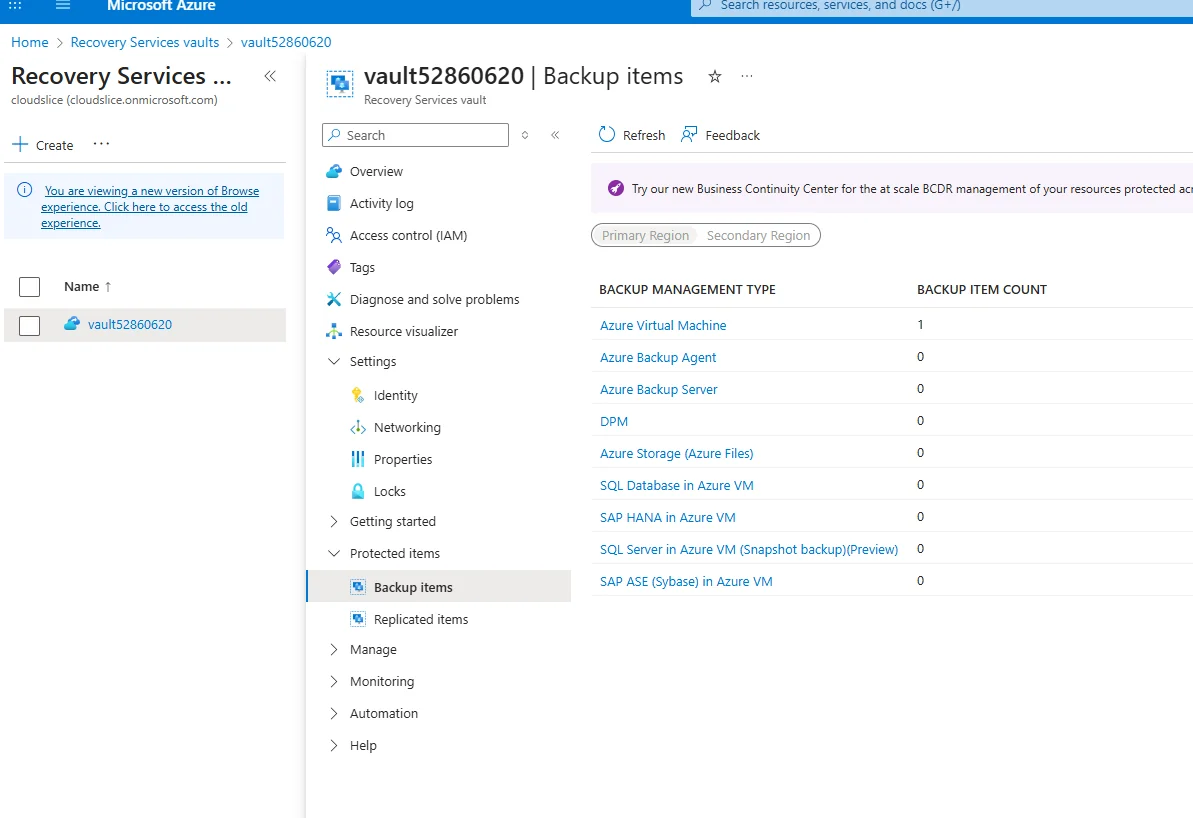 Microsoft Azure
Search resources, services, and docs (G+/)
Home > Recovery Services vaults > vault52860620
Recovery Services ...
cloudslice (cloudslice.onmicrosoft.com)
+ Create ...
You are viewing a new version of Browse
experience. Click here to access the old
experience.
Name ↑
vault52860620
vault52860620 | Backup items
Recovery Services vault
Search
Overview
Activity log
Access control (IAM)
Tags
Diagnose and solve problems
Resource visualizer
Settings
Identity
Networking
Properties
Locks
Getting started
Protected items
Backup items
Replicated items
Manage
Monitoring
Automation
Help
Refresh Feedback
Try our new Business Continuity Center for the at scale BCDR management of your resources protected acr
Primary Region Secondary Region
BACKUP MANAGEMENT TYPE BACKUP ITEM COUNT
Azure Virtual Machine 1
Azure Backup Agent 0
Azure Backup Server 0
DPM 0
Azure Storage (Azure Files) 0
SQL Database in Azure VM 0
SAP HANA in Azure VM 0
SQL Server in Azure VM (Snapshot backup)(Preview) 0
SAP ASE (Sybase) in Azure VM 0